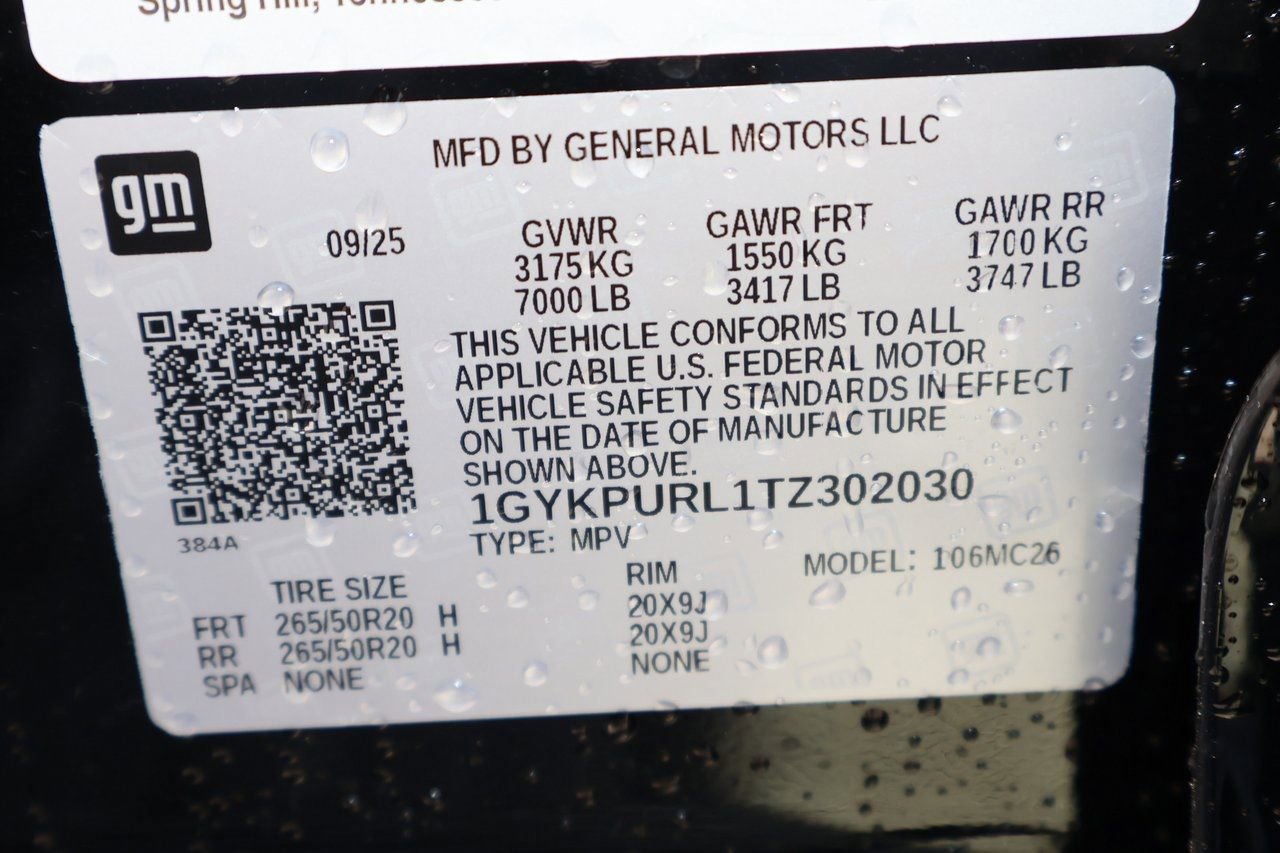 Spring Hill, Tennessee
gm
MFD BY GENERAL MOTORS LLC
09/25
GVWR GAWR FRT GAWR RR
3175 KG 1550 KG 1700 KG
7000 LB 3417 LB 3747 LB
THIS VEHICLE CONFORMS TO ALL
APPLICABLE U.S. FEDERAL MOTOR
VEHICLE SAFETY STANDARDS IN EFFECT
ON THE DATE OF MANUFACTURE
SHOWN ABOVE.
1GYKPURL1TZ302030
384A
TYPE: MPV MODEL: 106MC26
TIRE SIZE RIM
FRT 265/50R20 H 20X9J
RR 265/50R20 H 20X9J
SPA NONE NONE